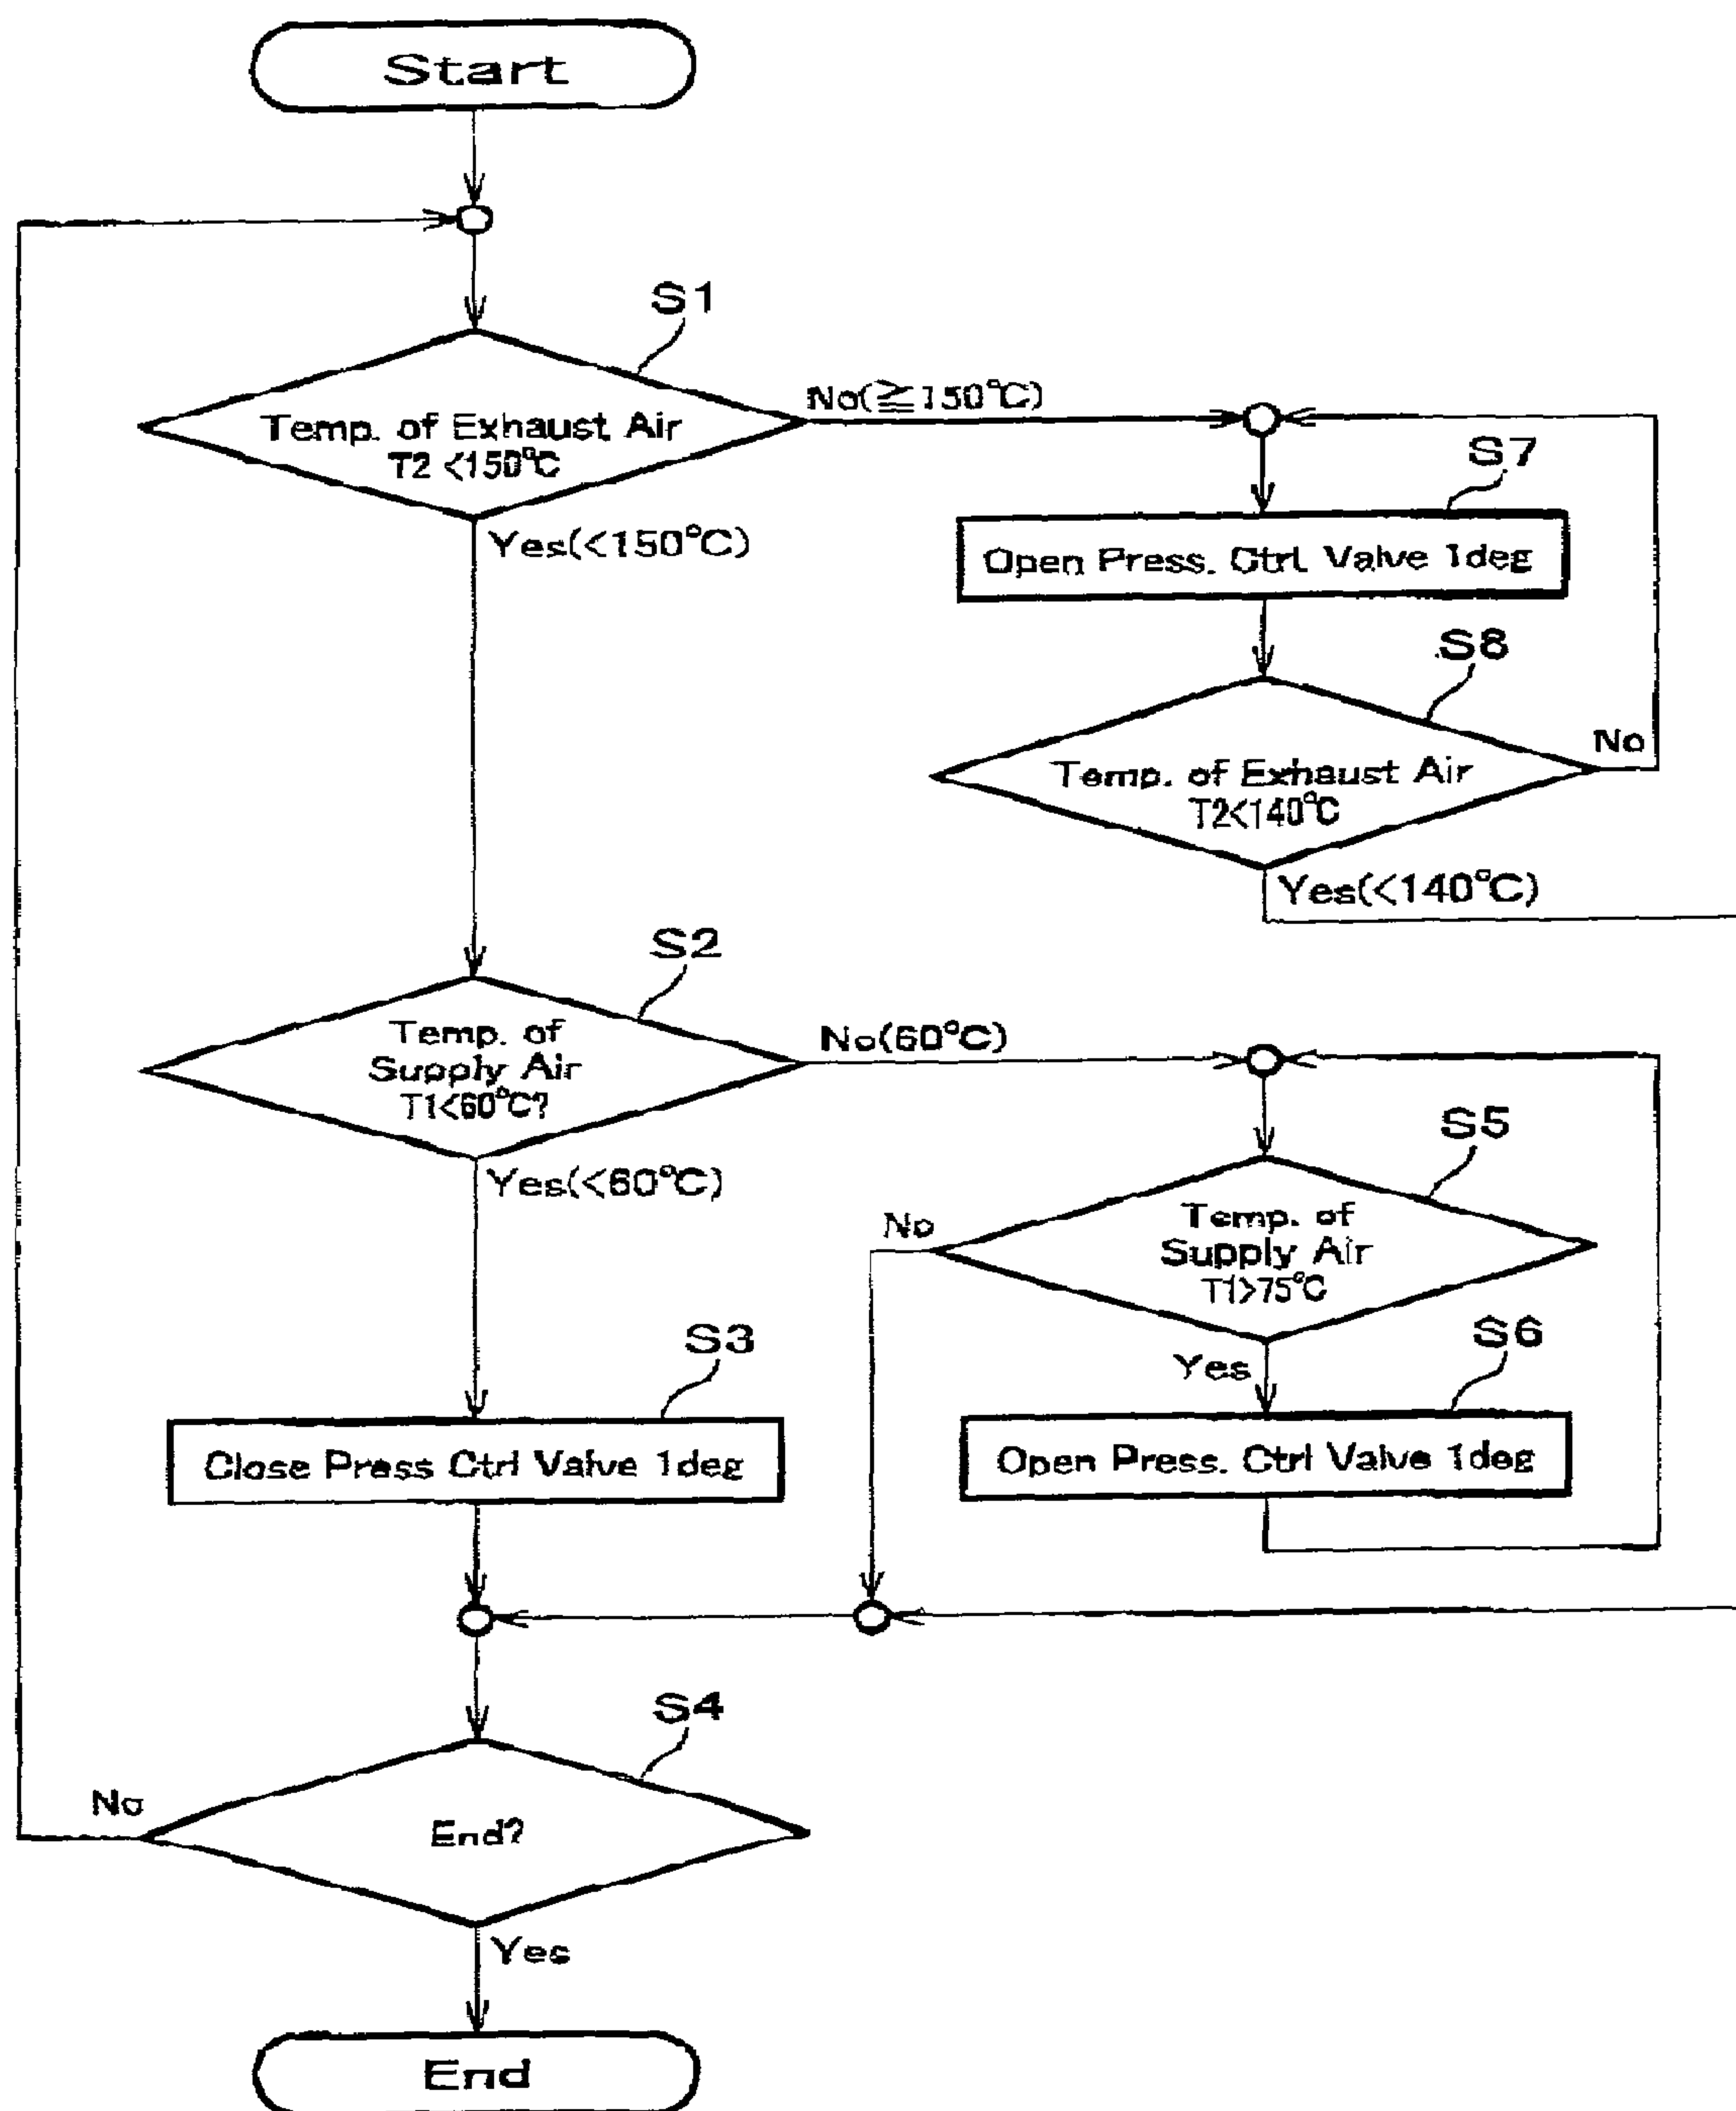 Start
S1
Temp. of Exhaust Air
T2 <150°C
No(≧150°C)
Yes(<150°C)
S7
Open Press. Ctrl. Valve 1deg
S8
Temp. of Exhaust Air
T2<140°C
No
Yes(<140°C)
S2
Temp. of
Supply Air
T1<60°C?
No(60°C)
Yes(<60°C)
S5
Temp. of
Supply Air
T1>75°C
No
Yes
S6
Open Press. Ctrl Valve 1deg
S3
Close Press Ctrl Valve 1deg
S4
End?
No
Yes
End